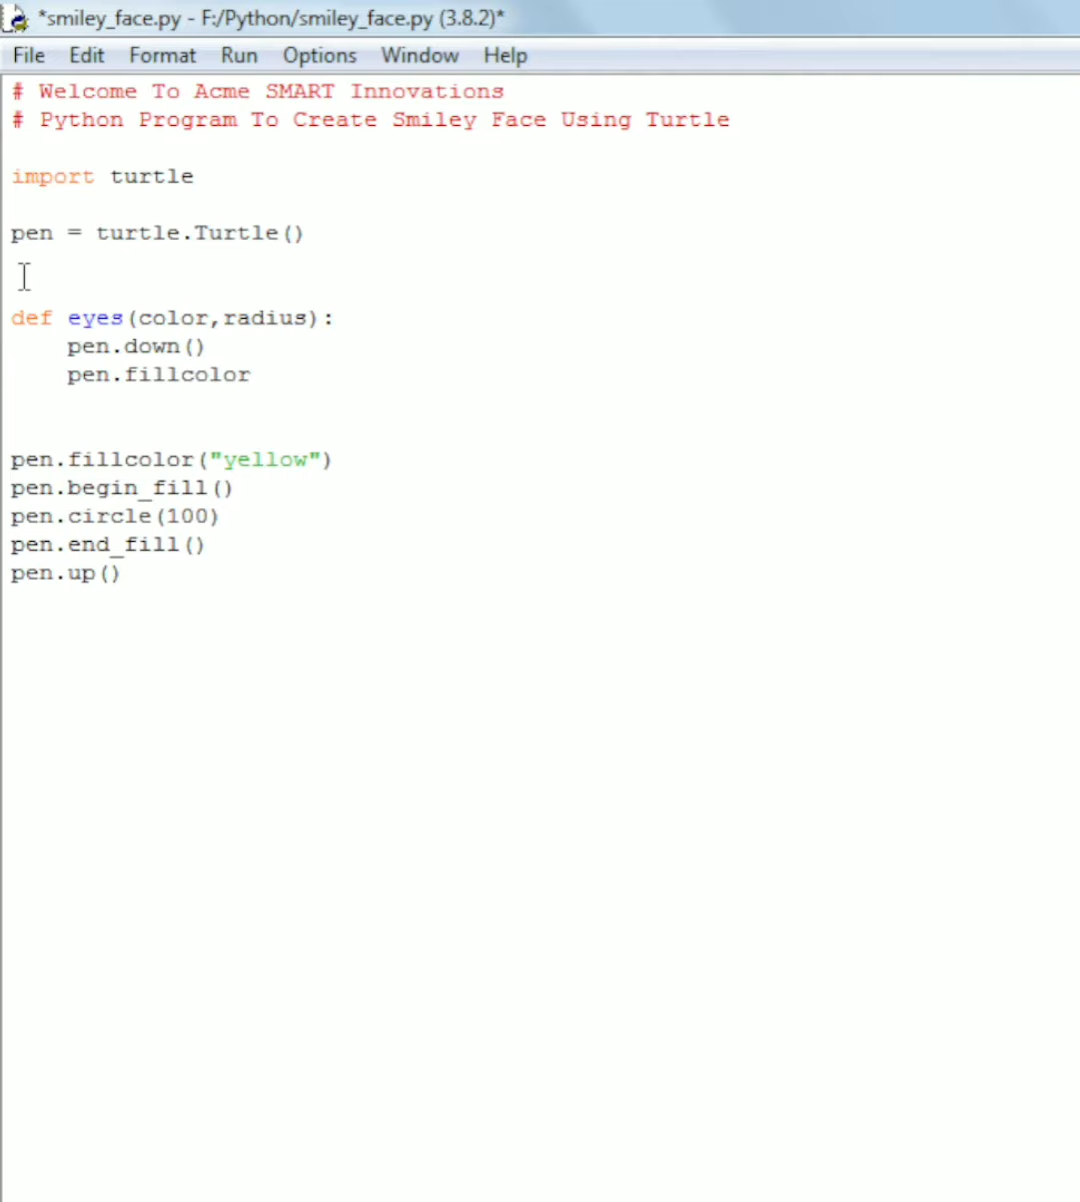 *smiley_face.py - F:/Python/smiley_face.py (3.8.2)*
File Edit Format Run Options Window Help
# Welcome To Acme SMART Innovations
# Python Program To Create Smiley Face Using Turtle
import turtle
pen = turtle.Turtle()
def eyes(color,radius):
    pen.down()
    pen.fillcolor
pen.fillcolor("yellow")
pen.begin_fill()
pen.circle(100)
pen.end_fill()
pen.up()